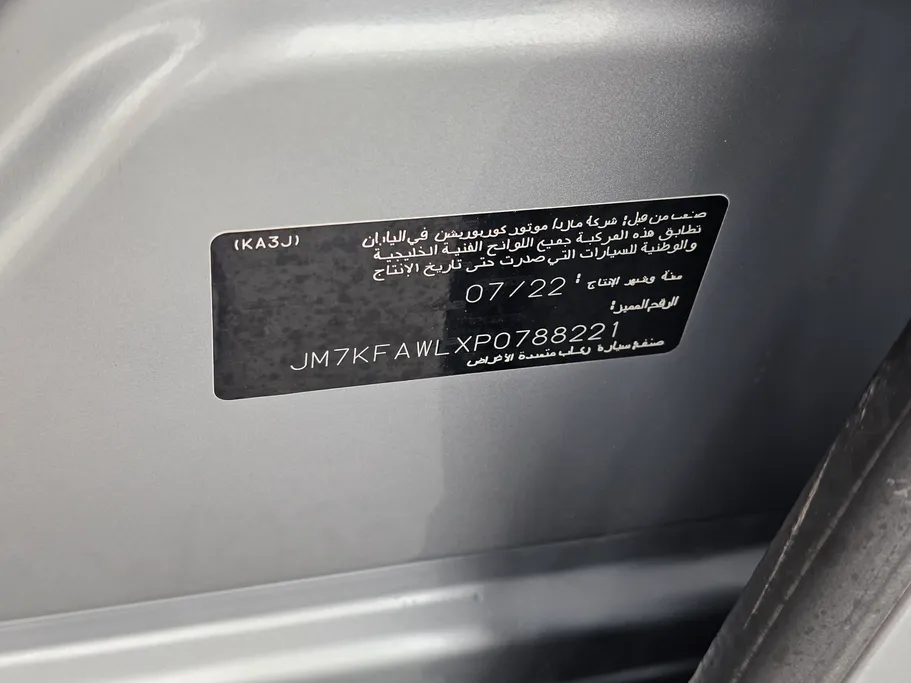 صنعت من قبل: شركة مازدا موتور كوربوريشن في اليابان
(KA3J)
تطابق هذه المركبة جميع اللوائح الفنية الخليجية
والوطنية للسيارات التي صدرت حتى تاريخ الإنتاج
سنة وشهر الإنتاج : 07/22
الرقم المميز:
JM7KFAWLXP0788221
صنف: سيارة ركاب متعددة الأغراض